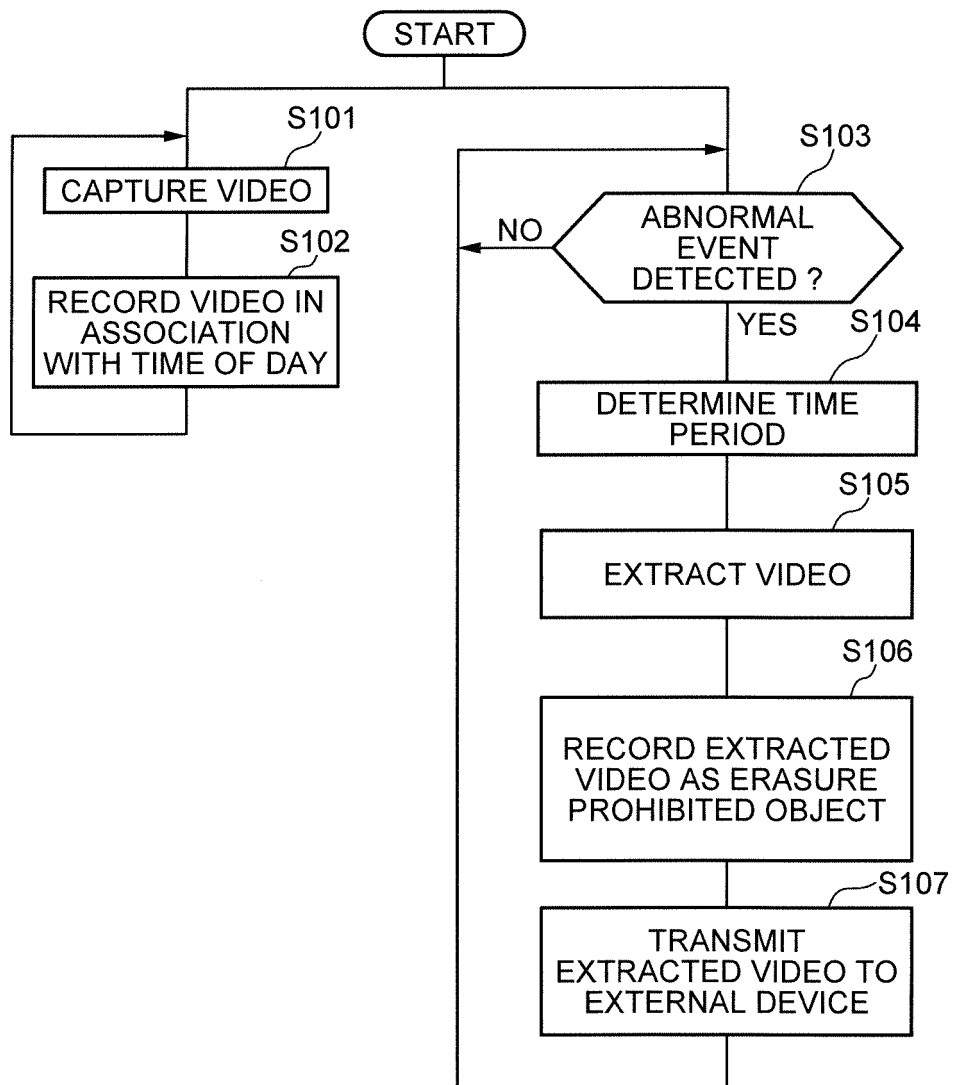 START
S101
CAPTURE VIDEO
S102
RECORD VIDEO IN
ASSOCIATION
WITH TIME OF DAY
S103
ABNORMAL
EVENT
DETECTED ?
NO
YES
S104
DETERMINE TIME
PERIOD
S105
EXTRACT VIDEO
S106
RECORD EXTRACTED
VIDEO AS ERASURE
PROHIBITED OBJECT
S107
TRANSMIT
EXTRACTED VIDEO TO
EXTERNAL DEVICE